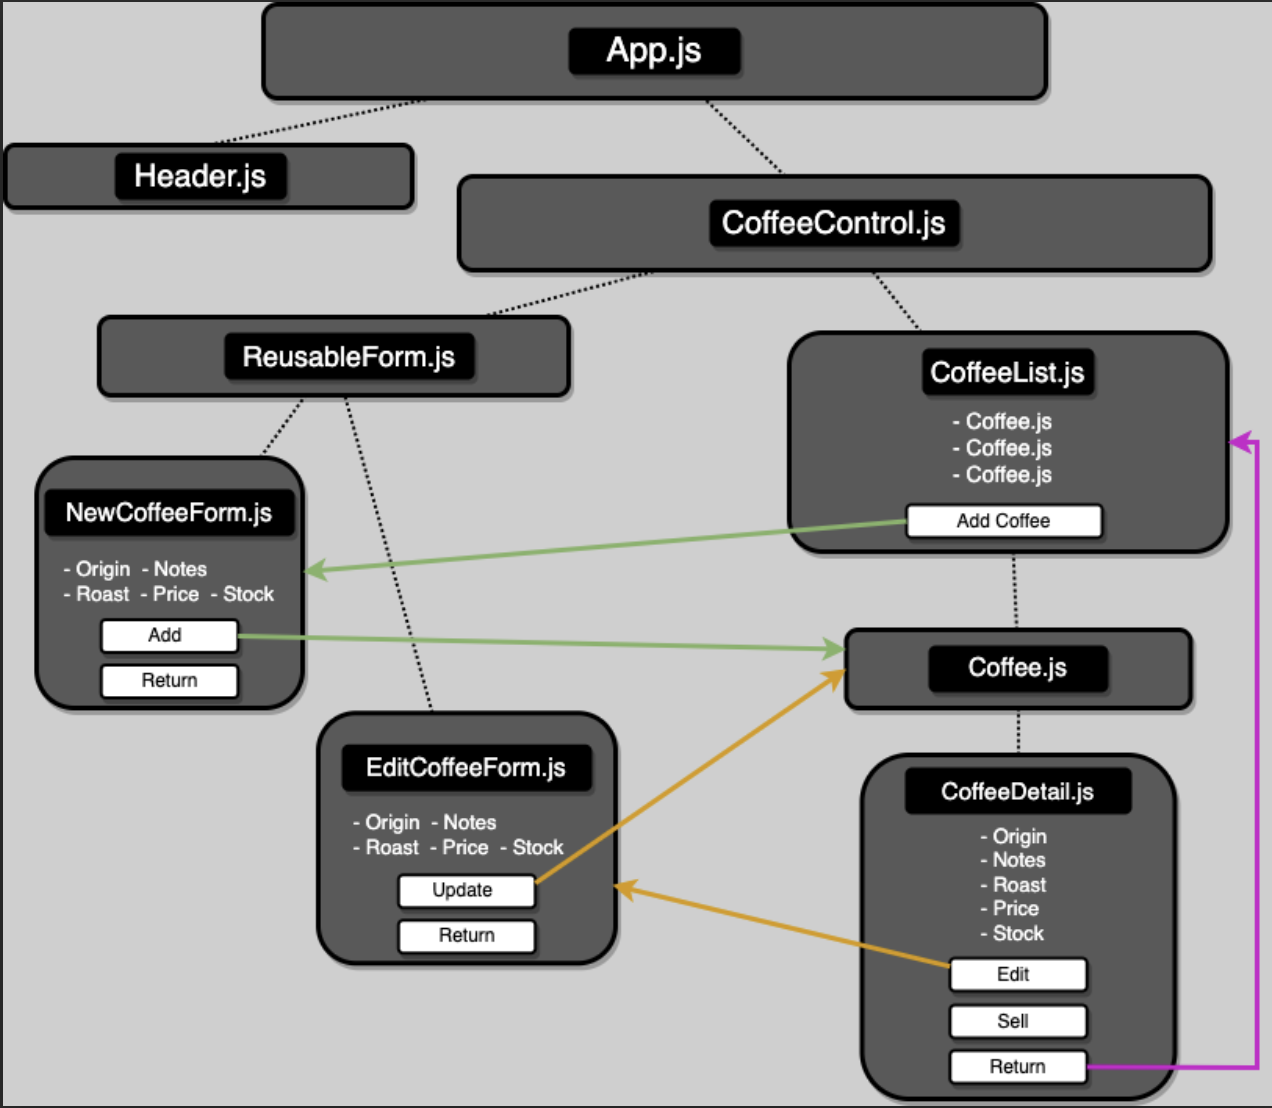 App.js
Header.js
CoffeeControl.js
ReusableForm.js
CoffeeList.js
- Coffee.js
- Coffee.js
- Coffee.js
Add Coffee
NewCoffeeForm.js
- Origin - Notes
- Roast - Price - Stock
Add
Return
Coffee.js
EditCoffeeForm.js
- Origin - Notes
- Roast - Price - Stock
Update
Return
CoffeeDetail.js
- Origin
- Notes
- Roast
- Price
- Stock
Edit
Sell
Return